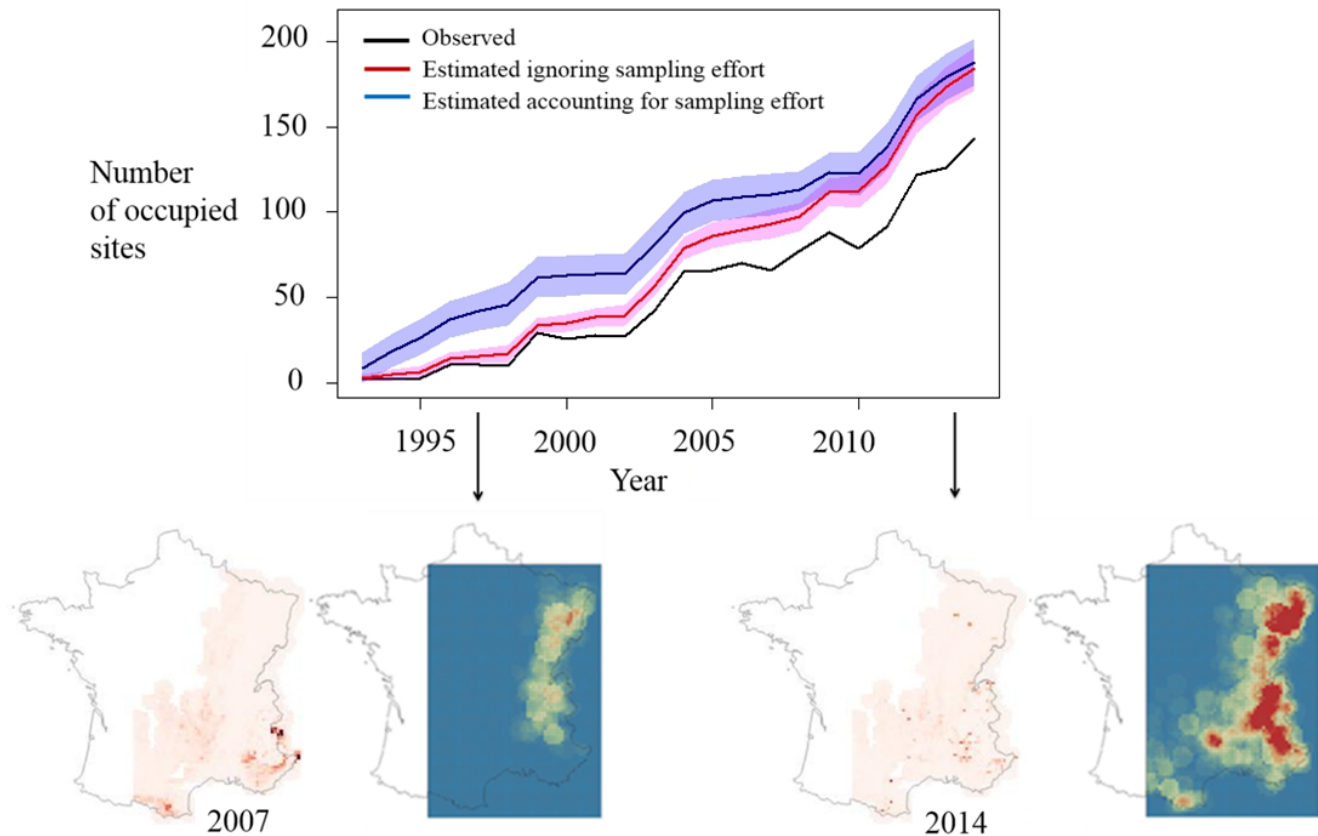 200
150
100
50
0
Observed
Estimated ignoring sampling effort
Estimated accounting for sampling effort
Number
of occupied
sites
1995
2000
2005
2010
Year
2007
2014